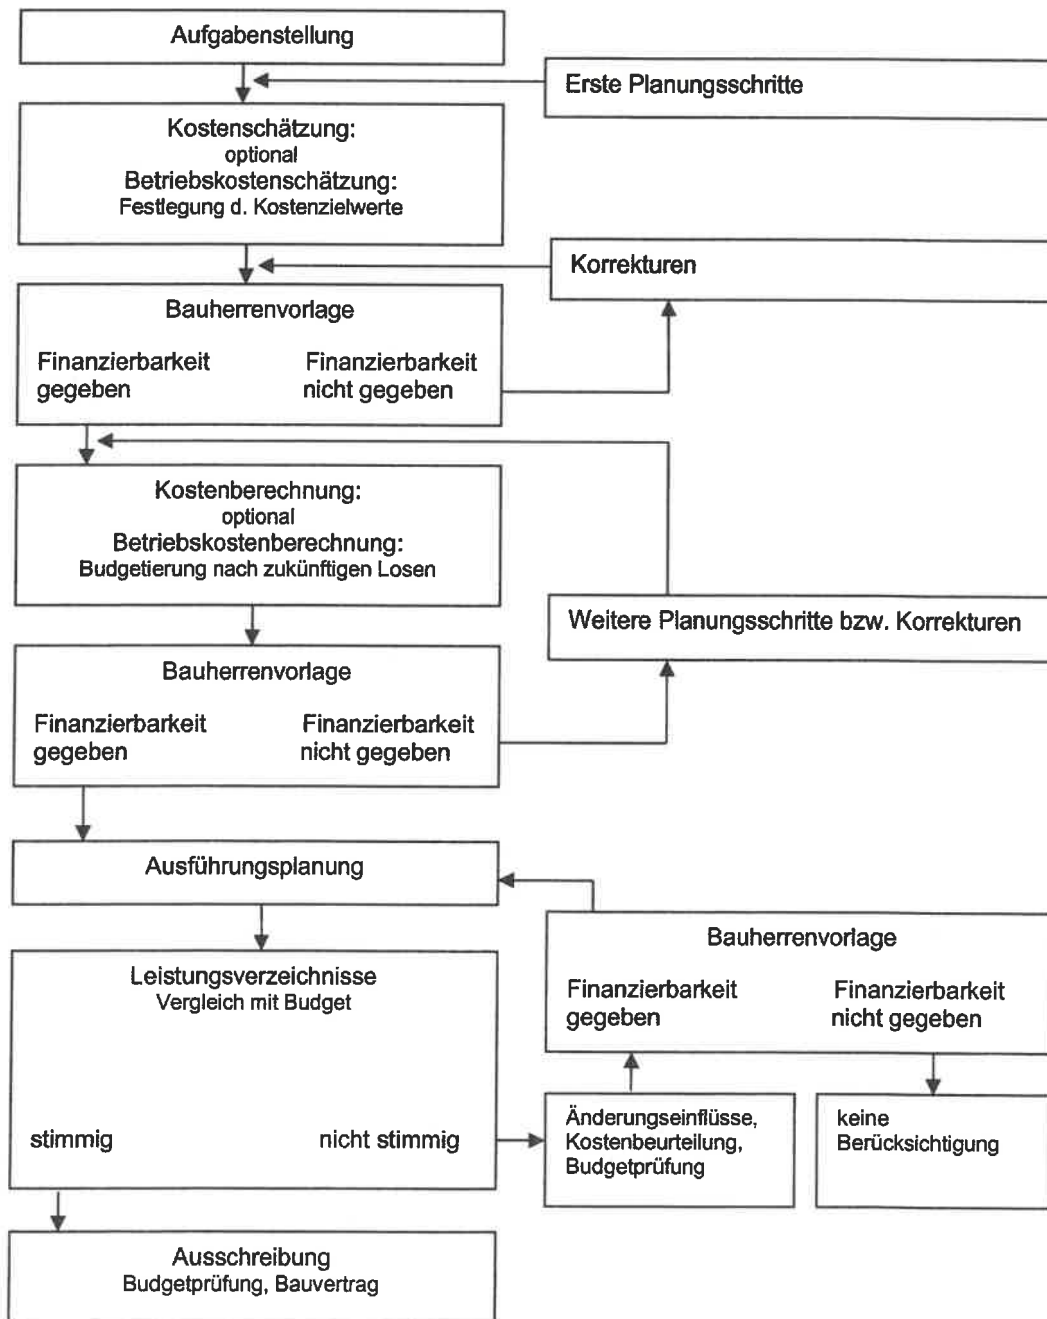 Aufgabenstellung
Erste Planungsschritte
Kostenschätzung:
optional
Betriebskostenschätzung:
Festlegung d. Kostenzielwerte
Korrekturen
Bauherrenvorlage
Finanzierbarkeit gegeben
Finanzierbarkeit nicht gegeben
Kostenberechnung:
optional
Betriebskostenberechnung:
Budgetierung nach zukünftigen Losen
Weitere Planungsschritte bzw. Korrekturen
Bauherrenvorlage
Finanzierbarkeit gegeben
Finanzierbarkeit nicht gegeben
Ausführungsplanung
Leistungsverzeichnisse
Vergleich mit Budget
stimmig
nicht stimmig
Bauherrenvorlage
Finanzierbarkeit gegeben
Finanzierbarkeit nicht gegeben
Änderungseinflüsse,
Kostenbeurteilung,
Budgetprüfung
keine
Berücksichtigung
Ausschreibung
Budgetprüfung, Bauvertrag